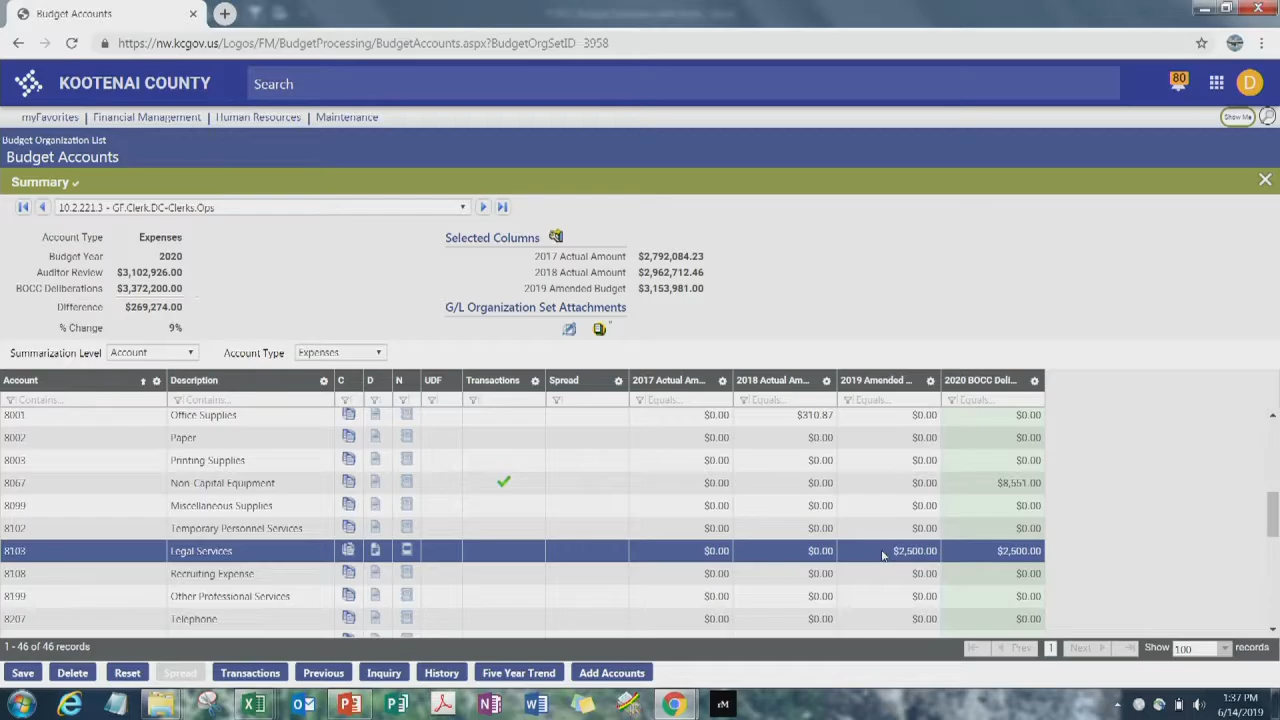 Budget Accounts
https://nw.kcgov.us/Logos/FM/BudgetProcessing/BudgetAccounts.aspx?BudgetOrgSetID 3958
KOOTENAI COUNTY
Search
80
D
myFavorites Financial Management Human Resources Maintenance
Show Me
Budget Organization List
Budget Accounts
Summary
10.2.221.3 - GF.Clerk.DC-Clerks.Ops
Account Type Expenses
Budget Year 2020
Auditor Review $3,102,926.00
BOCC Deliberations $3,372,200.00
Difference $269,274.00
% Change 9%
Selected Columns
2017 Actual Amount $2,792,084.23
2018 Actual Amount $2,962,712.46
2019 Amended Budget $3,153,981.00
G/L Organization Set Attachments
Summarization Level Account Account Type Expenses
Account Description C D N UDF Transactions Spread 2017 Actual Am... 2018 Actual Am... 2019 Amended ... 2020 BOCC Deli...
Contains... Contains... Equals... Equals... Equals... Equals...
8001 Office Supplies $0.00 $310.87 $0.00 $0.00
8002 Paper $0.00 $0.00 $0.00 $0.00
8003 Printing Supplies $0.00 $0.00 $0.00 $0.00
8067 Non-Capital Equipment $0.00 $0.00 $0.00 $8,551.00
8099 Miscellaneous Supplies $0.00 $0.00 $0.00 $0.00
8102 Temporary Personnel Services $0.00 $0.00 $0.00 $0.00
8103 Legal Services $0.00 $0.00 $2,500.00 $2,500.00
8108 Recruiting Expense $0.00 $0.00 $0.00 $0.00
8199 Other Professional Services $0.00 $0.00 $0.00 $0.00
8207 Telephone $0.00 $0.00 $0.00 $0.00
1 - 46 of 46 records
Prev 1 Next Show 100 records
Save Delete Reset Spread Transactions Previous Inquiry History Five Year Trend Add Accounts
rM
1:37 PM
6/14/2019